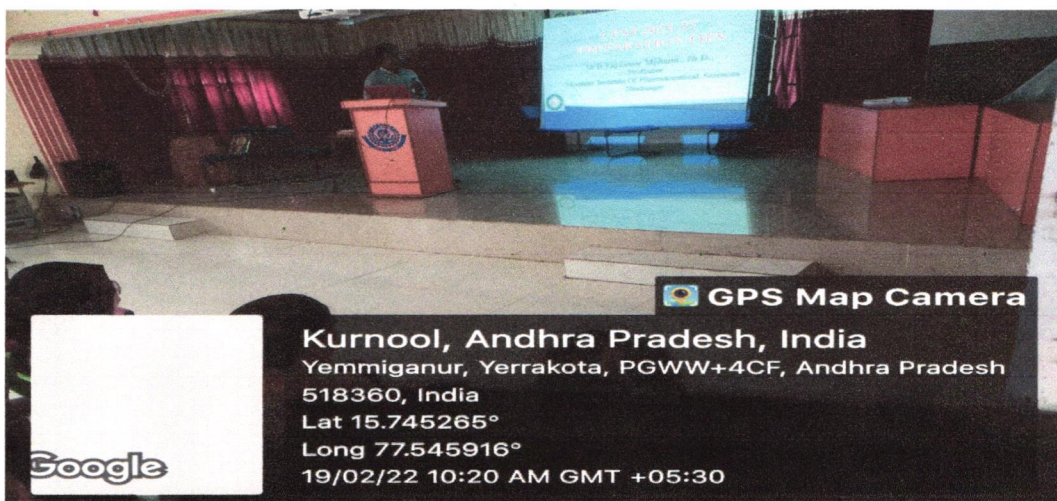 Professor
GPS Map Camera
Kurnool, Andhra Pradesh, India
Yemmiganur, Yerrakota, PGWW+4CF, Andhra Pradesh
518360, India
Lat 15.745265°
Long 77.545916°
19/02/22 10:20 AM GMT +05:30
Google